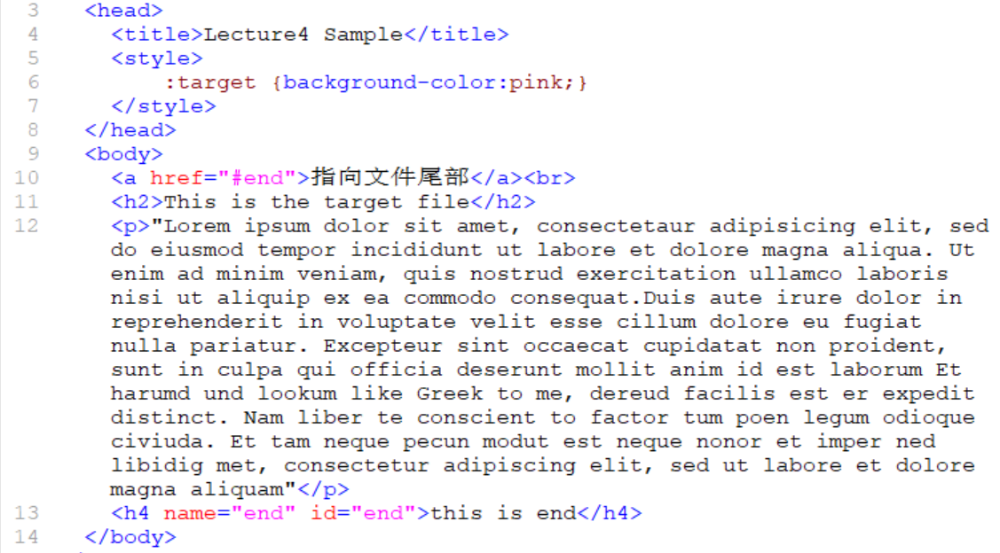 3 <head>
4 <title>Lecture4 Sample</title>
5 <style>
6 :target {background-color:pink;}
7 </style>
8 </head>
9 <body>
10 <a href="#end">指向文件尾部</a><br>
11 <h2>This is the target file</h2>
12 <p>"Lorem ipsum dolor sit amet, consectetaur adipisicing elit, sed
do eiusmod tempor incididunt ut labore et dolore magna aliqua. Ut
enim ad minim veniam, quis nostrud exercitation ullamco laboris
nisi ut aliquip ex ea commodo consequat.Duis aute irure dolor in
reprehenderit in voluptate velit esse cillum dolore eu fugiat
nulla pariatur. Excepteur sint occaecat cupidatat non proident,
sunt in culpa qui officia deserunt mollit anim id est laborum Et
harumd und lookum like Greek to me, dereud facilis est er expedit
distinct. Nam liber te conscient to factor tum poen legum odioque
civiuda. Et tam neque pecun modut est neque nonor et imper ned
libidig met, consectetur adipiscing elit, sed ut labore et dolore
magna aliquam"</p>
13 <h4 name="end" id="end">this is end</h4>
14 </body>